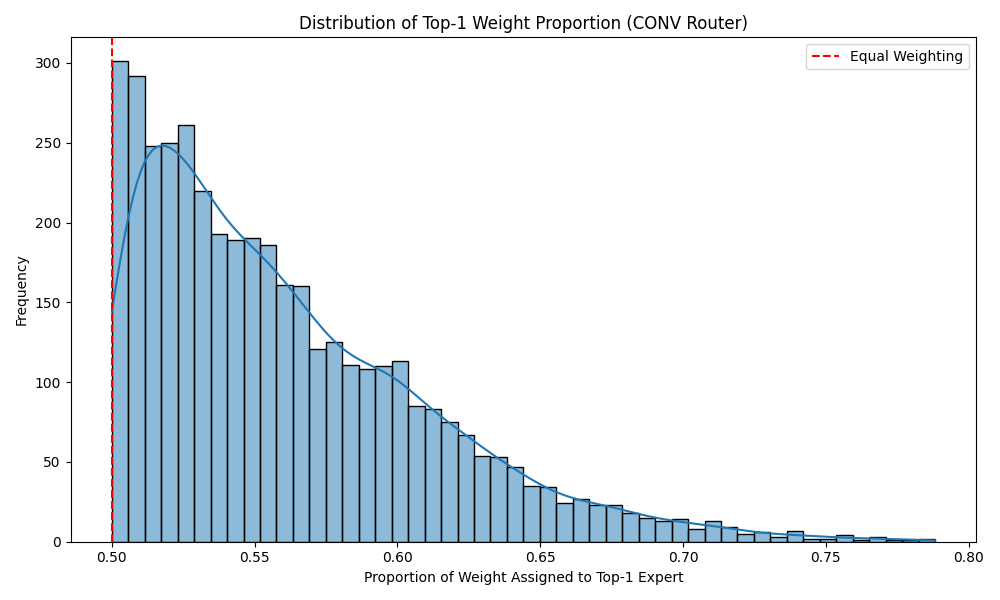 Distribution of Top-1 Weight Proportion (CONV Router)
Equal Weighting
Frequency
300
250
200
150
100
50
0
0.50 0.55 0.60 0.65 0.70 0.75 0.80
Proportion of Weight Assigned to Top-1 Expert